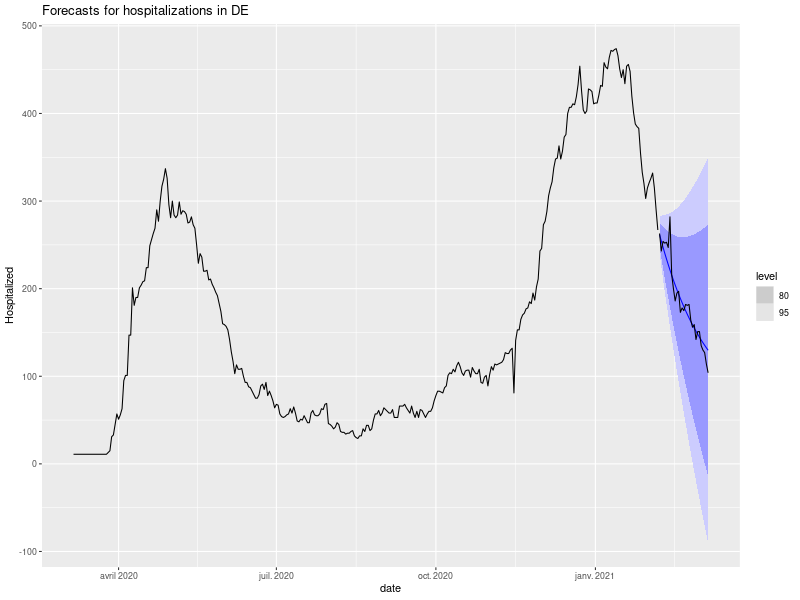 Forecasts for hospitalizations in DE
500
400
300
200
100
0
-100
Hospitalized
avril 2020
juil. 2020
oct. 2020
janv. 2021
date
level
80
95